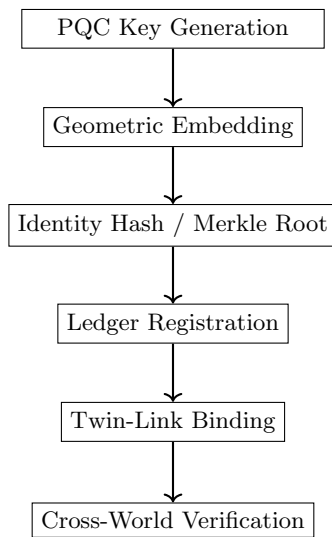 PQC Key Generation
Geometric Embedding
Identity Hash / Merkle Root
Ledger Registration
Twin-Link Binding
Cross-World Verification